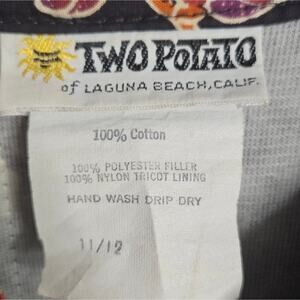 TWO POTATO
of LAGUNA BEACH, CALIF.
100% Cotton
100% POLYESTER FILLER
100% NYLON TRICOT LINING
HAND WASH DRIP DRY
11/12